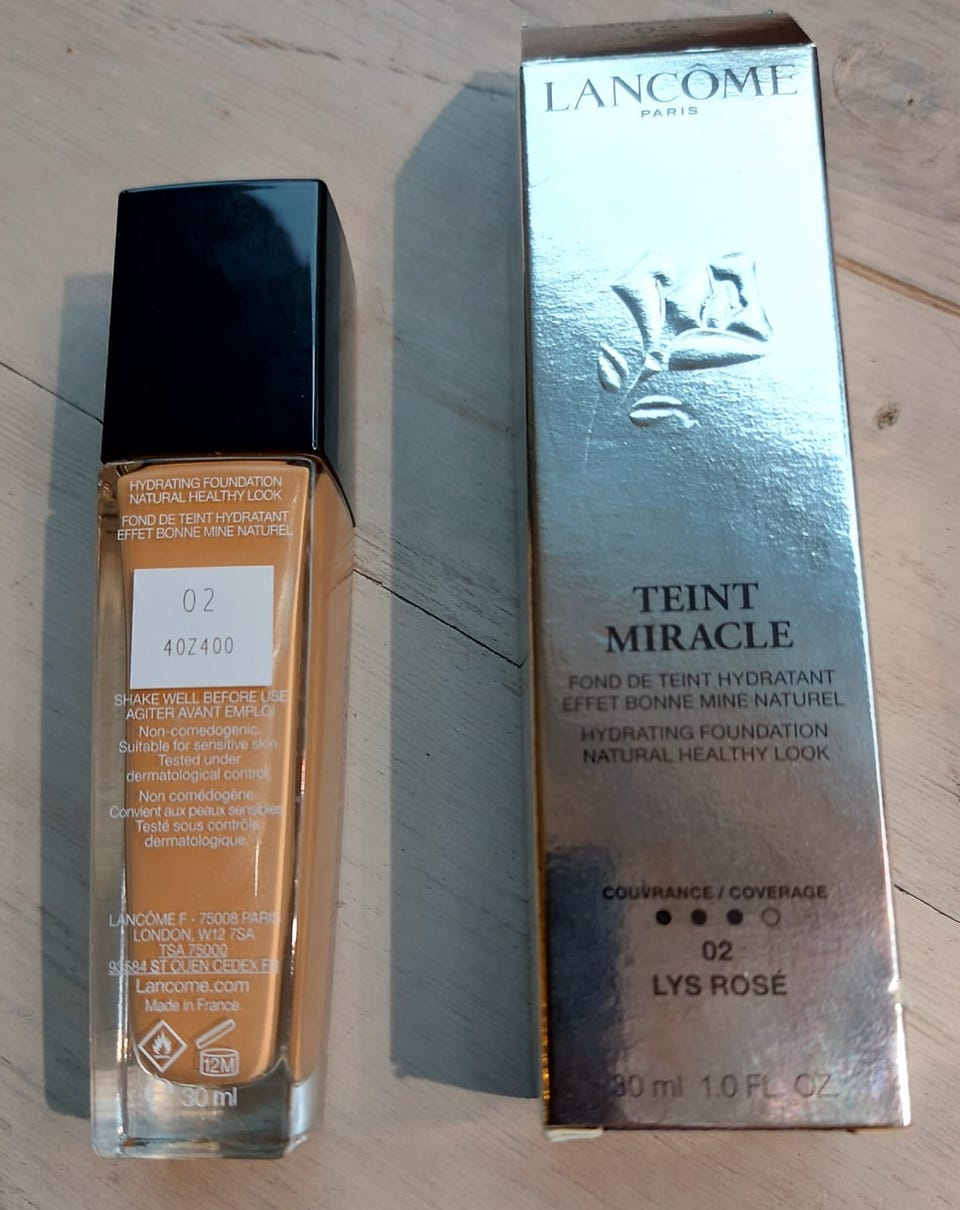 HYDRATING FOUNDATION
NATURAL HEALTHY LOOK
FOND DE TEINT HYDRATANT
EFFET BONNE MINE NATUREL
02
40Z400
SHAKE WELL BEFORE USE
AGITER AVANT EMPLOI
Non-comedogenic.
Suitable for sensitive skin.
Tested under
dermatological control.
Non comédogène.
Convient aux peaux sensibles.
Testé sous contrôle
dermatologique.
LANCÔME F - 75008 PARIS
LONDON, W12 7SA
TSA 75000
93584 ST OUEN CEDEX FR
Lancome.com
Made in France
12M
30 ml
LANCÔME
PARIS
TEINT
MIRACLE
FOND DE TEINT HYDRATANT
EFFET BONNE MINE NATUREL
HYDRATING FOUNDATION
NATURAL HEALTHY LOOK
COUVRANCE / COVERAGE
02
LYS ROSÉ
30 ml 1.0 FL. OZ.